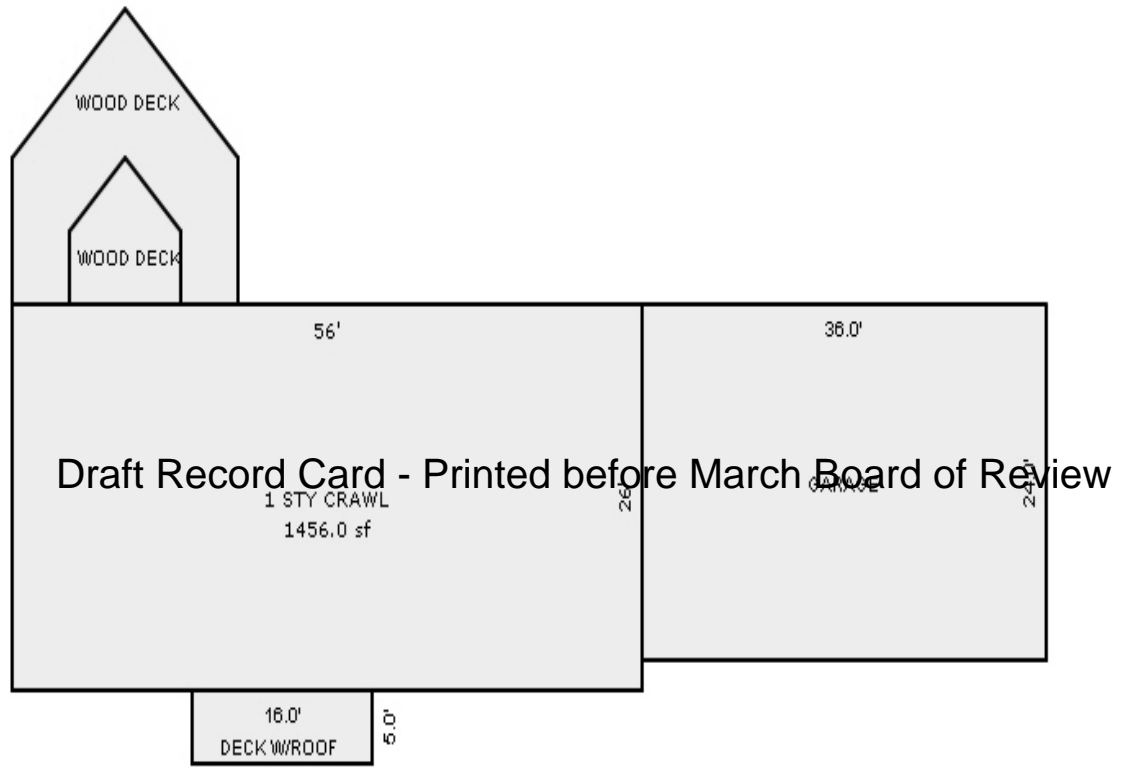 WOOD DECK
WOOD DECK
56'
36.0'
Draft Record Card - Printed before March Board of Review
1 STY CRAWL
1456.0 sf
26'
GARAGE
24.0'
16.0'
5.0'
DECK W/ROOF